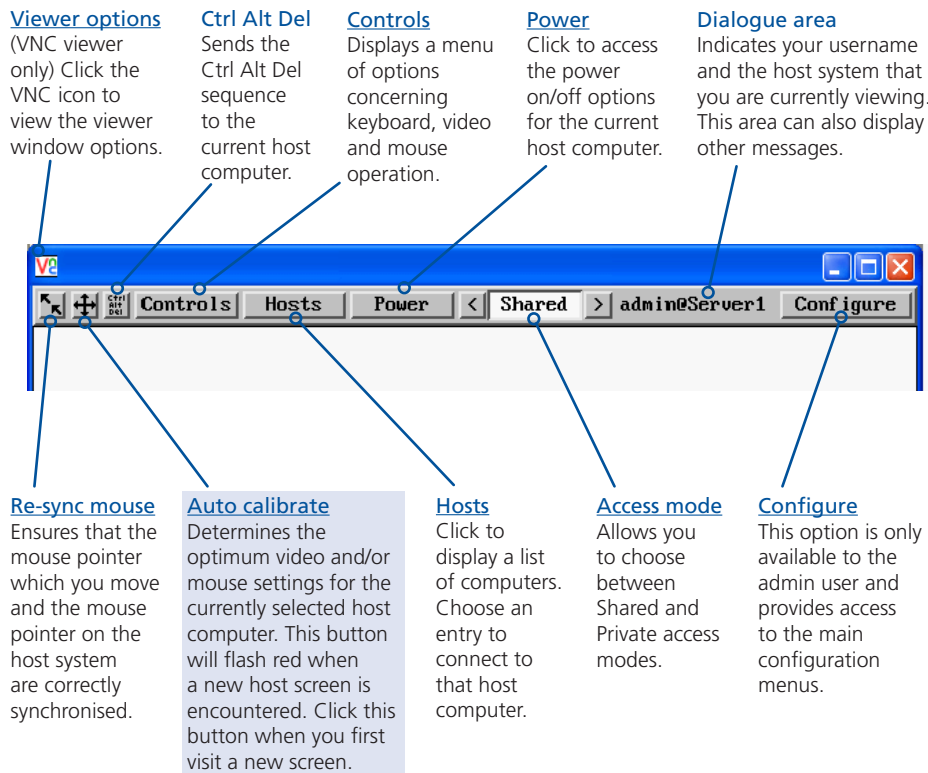 Viewer options
(VNC viewer
only) Click the
VNC icon to
view the viewer
window options.
Ctrl Alt Del
Sends the
Ctrl Alt Del
sequence
to the
current host
computer.
Controls
Displays a menu
of options
concerning
keyboard, video
and mouse
operation.
Power
Click to access
the power
on/off options
for the current
host computer.
Dialogue area
Indicates your username
and the host system that
you are currently viewing.
This area can also display
other messages.
Ctrl
Alt
Del
Controls
Hosts
Power
<
Shared
>
admin@Server1
Configure
Re-sync mouse
Ensures that the
mouse pointer
which you move
and the mouse
pointer on the
host system
are correctly
synchronised.
Auto calibrate
Determines the
optimum video and/or
mouse settings for the
currently selected host
computer. This button
will flash red when
a new host screen is
encountered. Click this
button when you first
visit a new screen.
Hosts
Click to
display a list
of computers.
Choose an
entry to
connect to
that host
computer.
Access mode
Allows you
to choose
between
Shared and
Private access
modes.
Configure
This option is only
available to the
admin user and
provides access
to the main
configuration
menus.